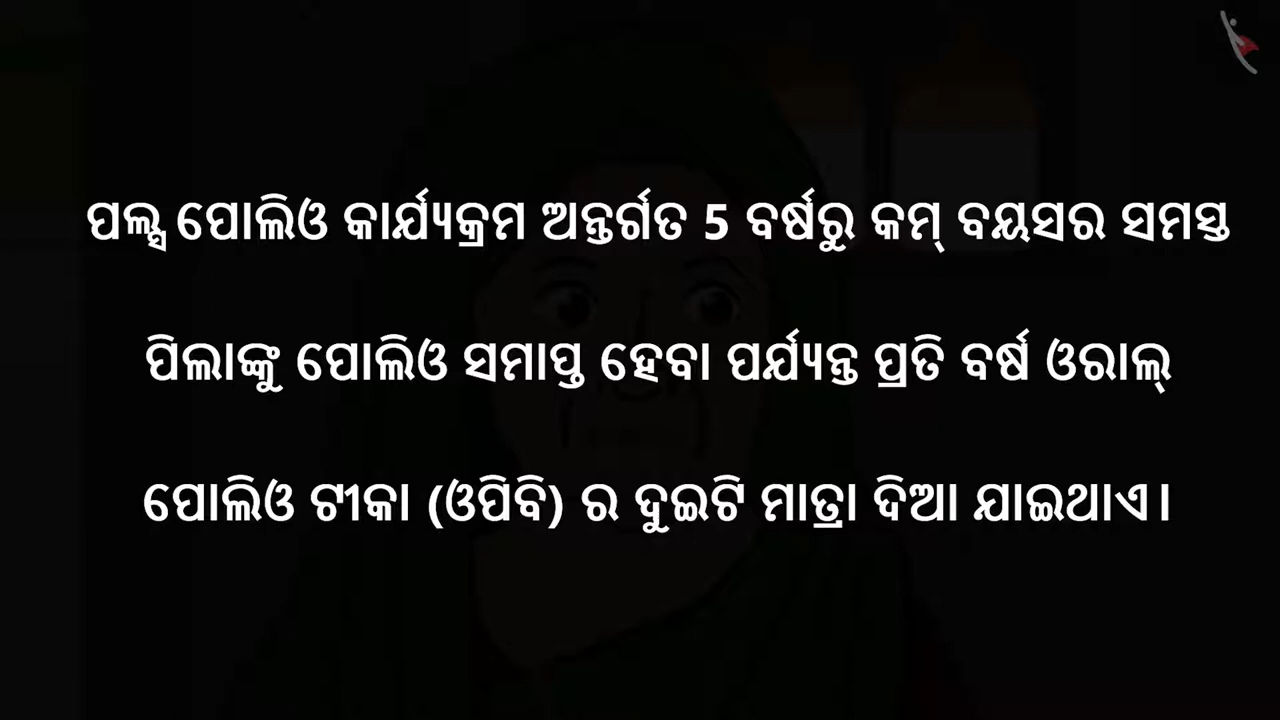 ପଲ୍ସ ପୋଲିଓ କାର୍ଯ୍ୟକ୍ରମ ଅନ୍ତର୍ଗତ 5 ବର୍ଷରୁ କମ୍ ବୟସର ସମସ୍ତ
ପିଲାଙ୍କୁ ପୋଲିଓ ସମାପ୍ତ ହେବା ପର୍ଯ୍ୟନ୍ତ ପ୍ରତି ବର୍ଷ ଓରାଲ୍
ପୋଲିଓ ଟୀକା (ଓପିବି) ର ଦୁଇଟି ମାତ୍ରା ଦିଆ ଯାଇଥାଏ।